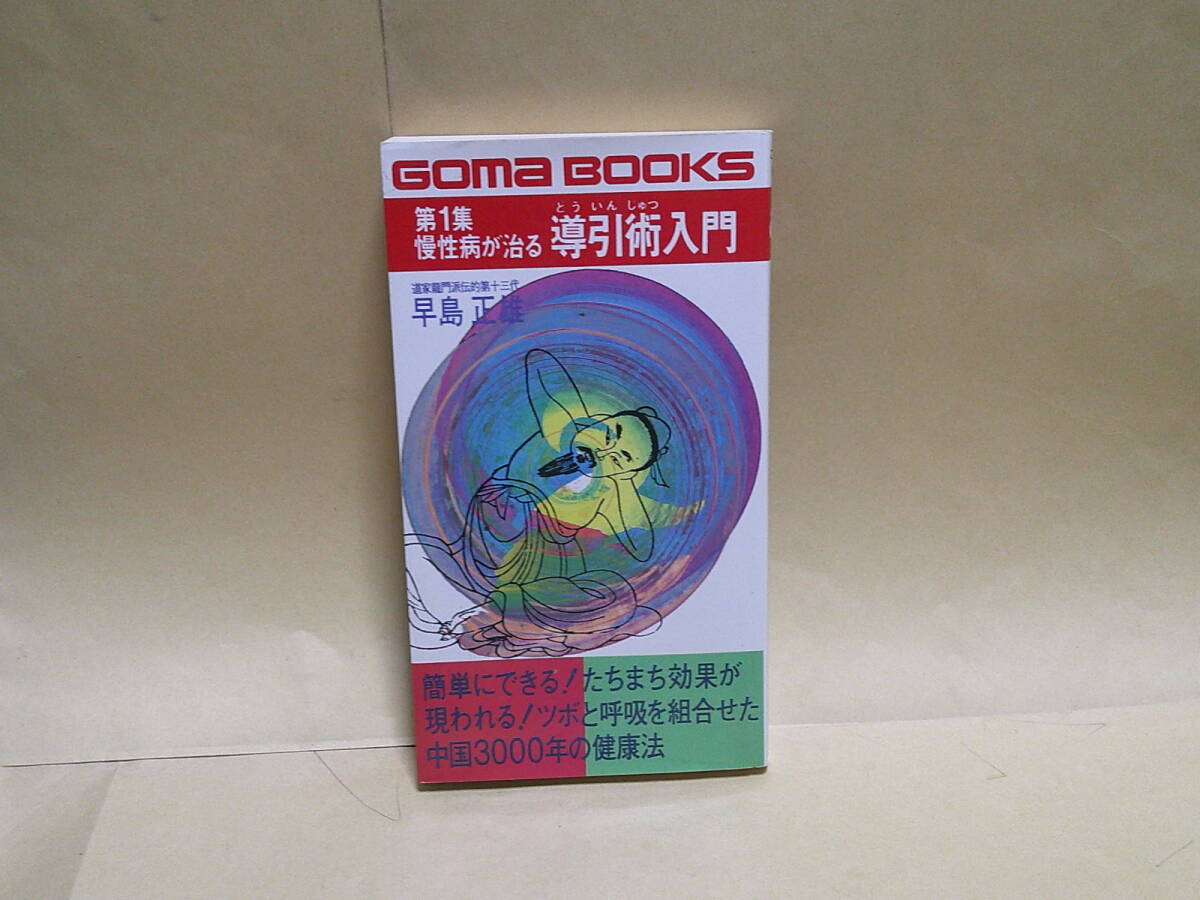 GOMA BOOKS
第1集
慢性病が治る
とういんしゅつ
導引術入門
道家龍門派伝的第十三代
早島 正雄
簡単にできる!たちまち効果が
現われる!ツボと呼吸を組合せた
中国3000年の健康法